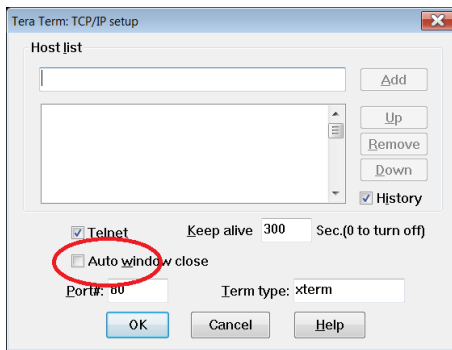 Tera Term: TCP/IP setup
Host list
Add
Up
Remove
Down
History
Telnet Keep alive 300 Sec.(0 to turn off)
Auto window close
Port#: 80 Term type: xterm
OK Cancel Help